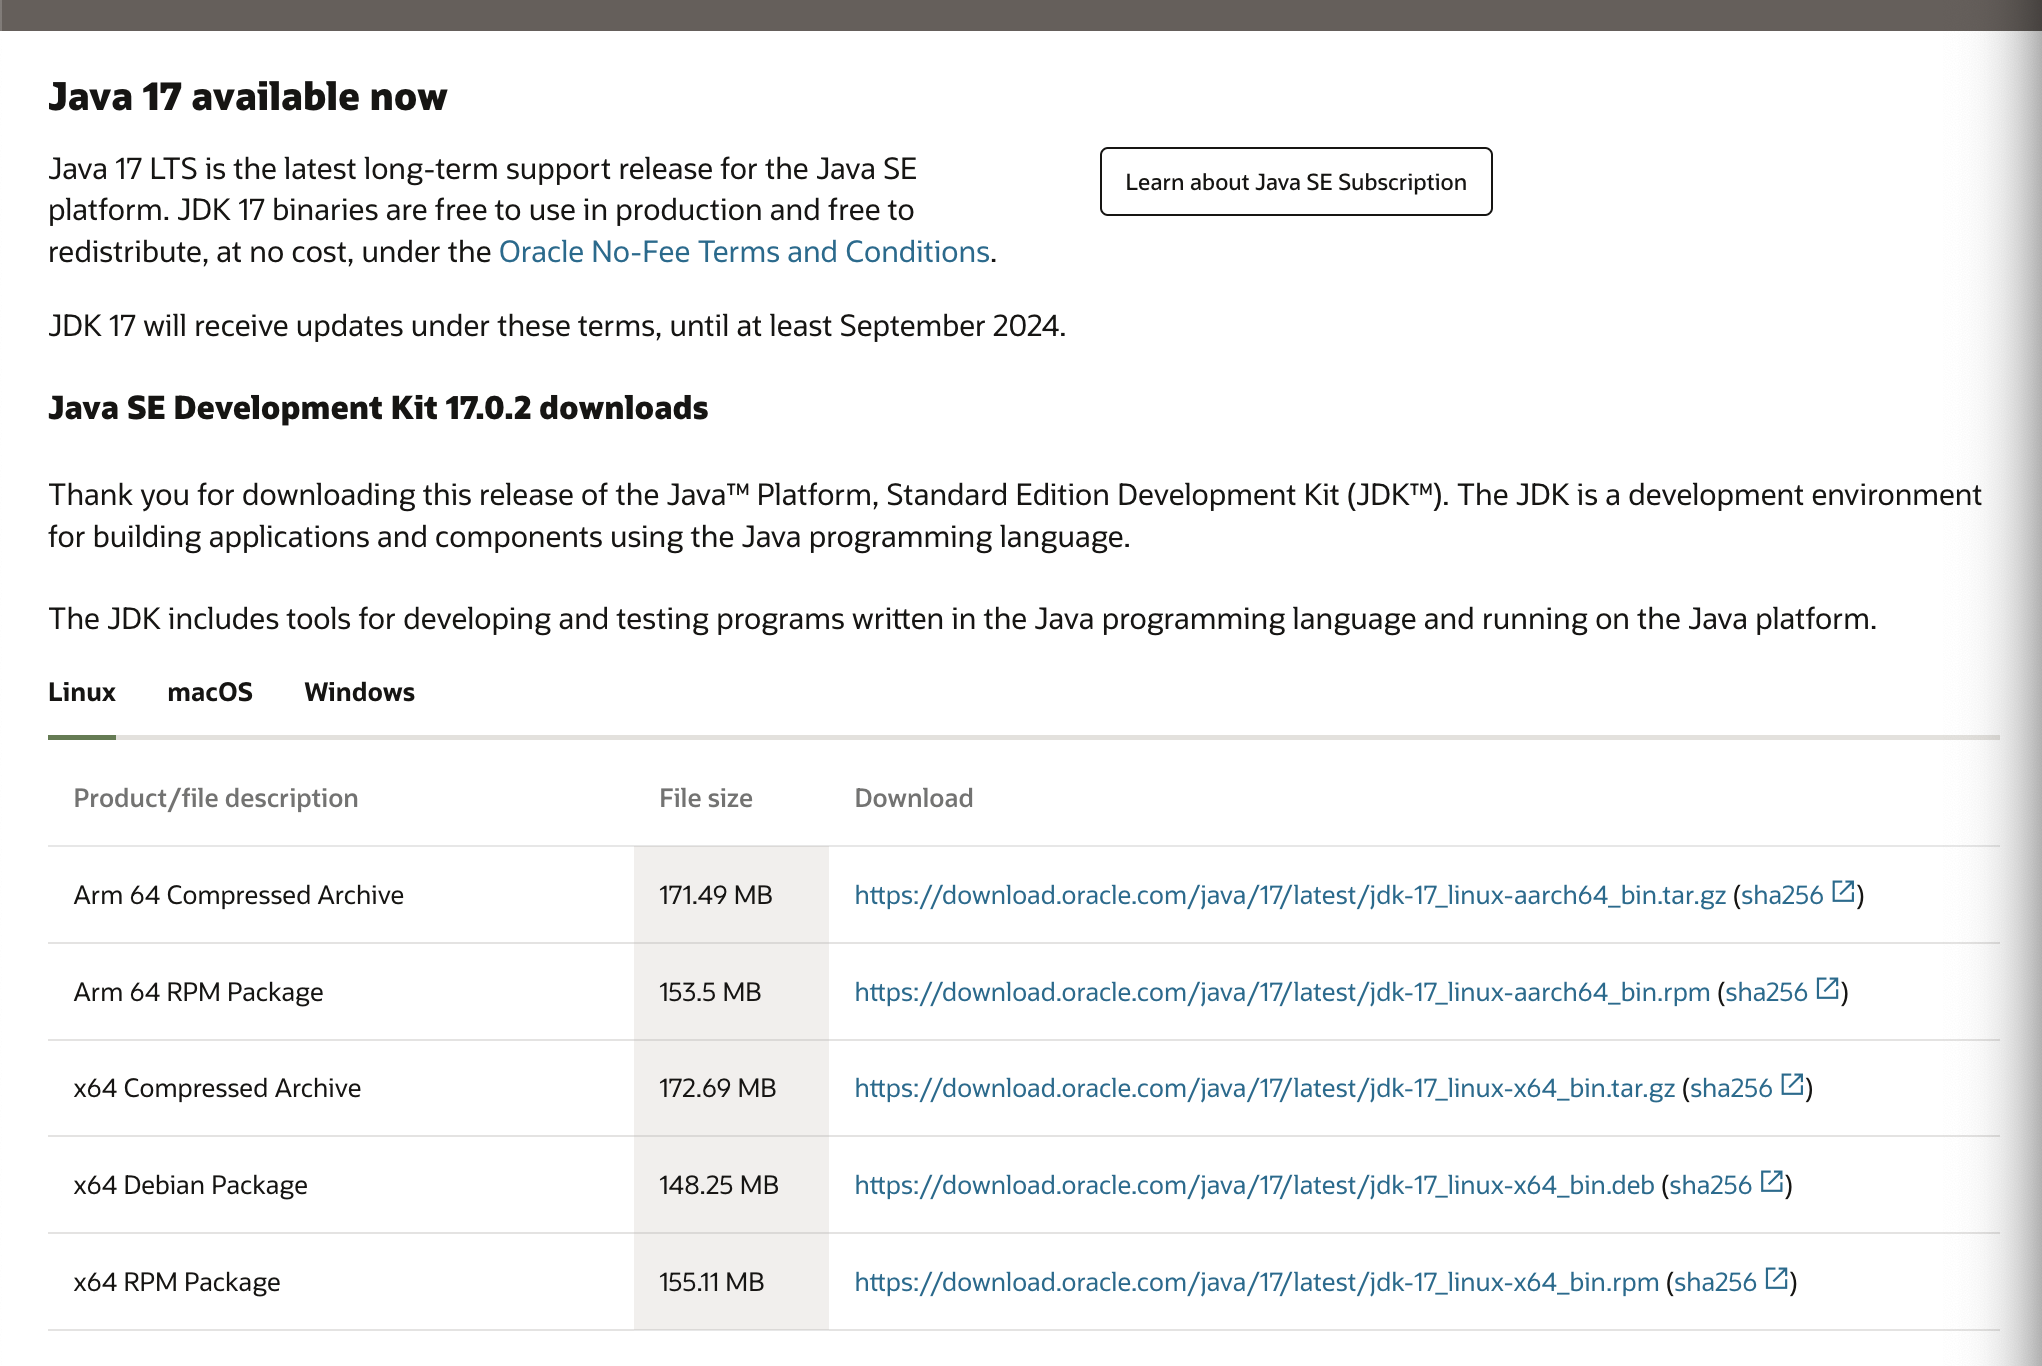 Java 17 available now
Java 17 LTS is the latest long-term support release for the Java SE
platform. JDK 17 binaries are free to use in production and free to
redistribute, at no cost, under the Oracle No-Fee Terms and Conditions.
Learn about Java SE Subscription
JDK 17 will receive updates under these terms, until at least September 2024.
Java SE Development Kit 17.0.2 downloads
Thank you for downloading this release of the Java™ Platform, Standard Edition Development Kit (JDK™). The JDK is a development environment
for building applications and components using the Java programming language.
The JDK includes tools for developing and testing programs written in the Java programming language and running on the Java platform.
Linux macOS Windows
Product/file description File size Download
Arm 64 Compressed Archive 171.49 MB https://download.oracle.com/java/17/latest/jdk-17_linux-aarch64_bin.tar.gz (sha256)
Arm 64 RPM Package 153.5 MB https://download.oracle.com/java/17/latest/jdk-17_linux-aarch64_bin.rpm (sha256)
x64 Compressed Archive 172.69 MB https://download.oracle.com/java/17/latest/jdk-17_linux-x64_bin.tar.gz (sha256)
x64 Debian Package 148.25 MB https://download.oracle.com/java/17/latest/jdk-17_linux-x64_bin.deb (sha256)
x64 RPM Package 155.11 MB https://download.oracle.com/java/17/latest/jdk-17_linux-x64_bin.rpm (sha256)